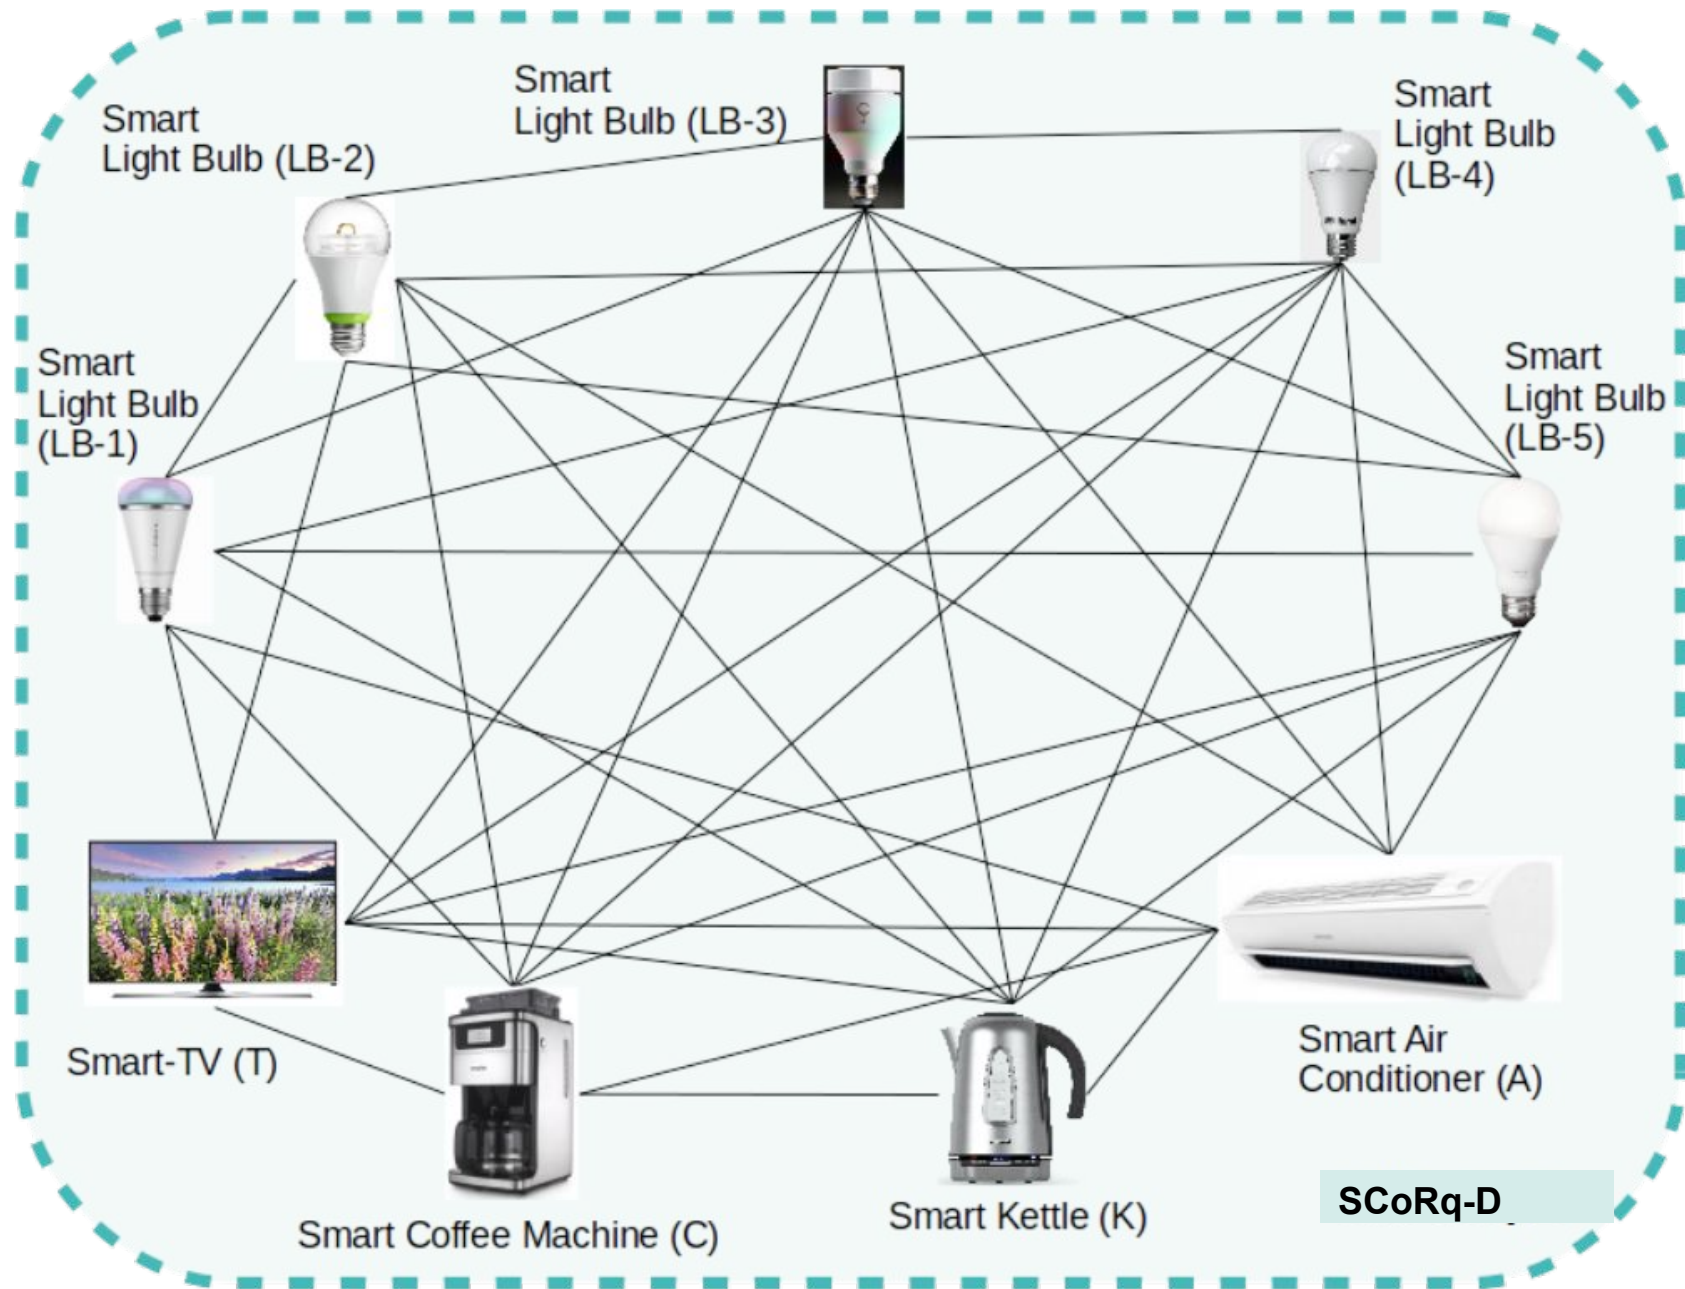 Smart
Light Bulb (LB-3)
Smart
Light Bulb
(LB-4)
Smart
Light Bulb (LB-2)
Smart
Light Bulb
(LB-1)
Smart
Light Bulb
(LB-5)
Smart-TV (T)
Smart Air
Conditioner (A)
Smart Coffee Machine (C)
Smart Kettle (K)
SCoRq-D